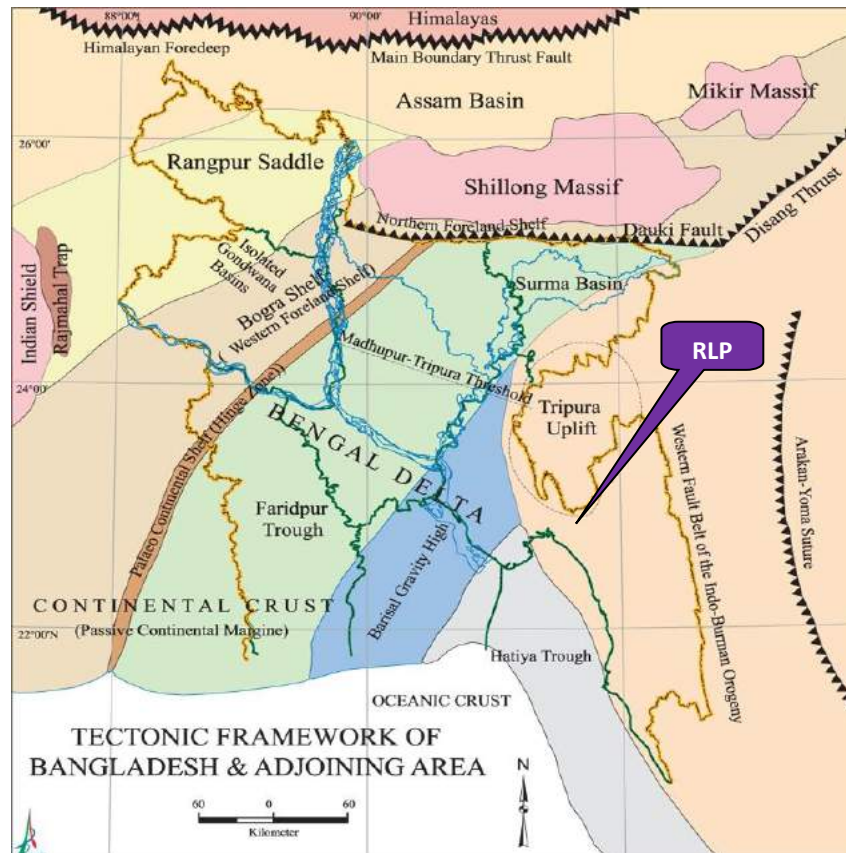 88°00'
90°00'
Himalayas
Himalayan Foredeep
Main Boundary Thrust Fault
Assam Basin
Mikir Massif
26°00'
Rangpur Saddle
Shillong Massif
Northern Foreland Shelf
Dauki Fault
Disang Thrust
Indian Shield
Rajmahal Trap
Isolated
Gondwana
Basins
Bogra Shelf
(Western Foreland Shelf)
Surma Basin
RLP
24°00'
Madhupur-Tripura Threshold
Tripura
Uplift
Palaeo Continental Shelf (Hinge Zone))
BENGAL DELTA
Faridpur
Trough
Barisal Gravity High
Western Fault Belt of the Indo-Burman Orogeny
Arakan-Yoma Suture
CONTINENTAL CRUST
(Passive Continental Margine)
22°00'N
Hatiya Trough
OCEANIC CRUST
TECTONIC FRAMEWORK OF
BANGLADESH & ADJOINING AREA
N
60 0 60
Kilometer